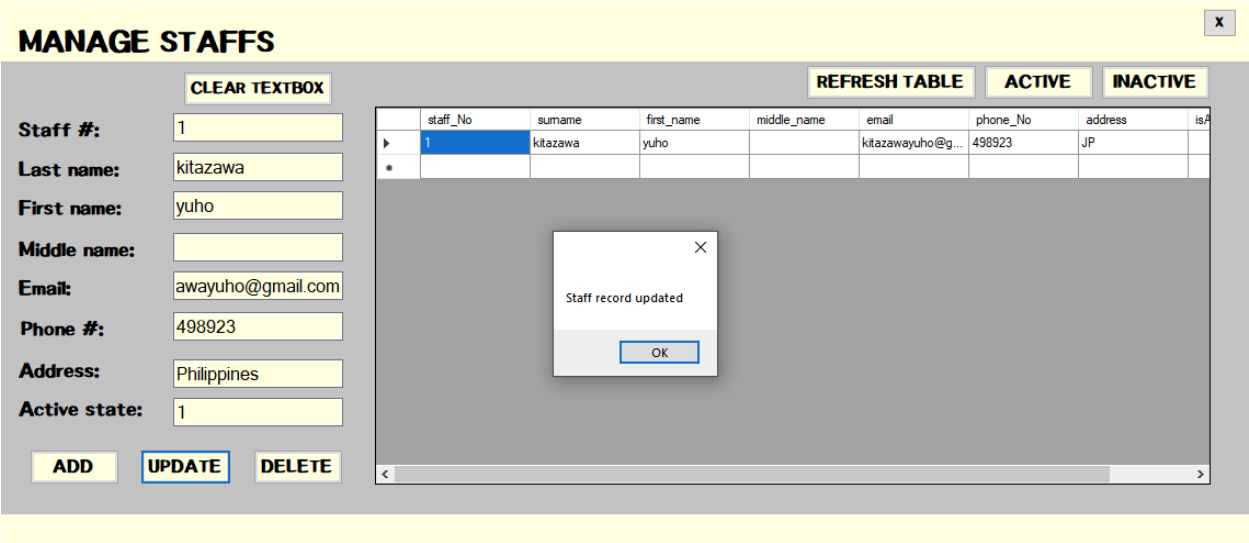 MANAGE STAFFS
X
CLEAR TEXTBOX
REFRESH TABLE ACTIVE INACTIVE
Staff #: 1
Last name: kitazawa
First name: yuho
Middle name:
Email: awayuho@gmail.com
Phone #: 498923
Address: Philippines
Active state: 1
ADD UPDATE DELETE
staff_No surname first_name middle_name email phone_No address isA
1 kitazawa yuho kitazawayuho@g... 498923 JP
Staff record updated
OK